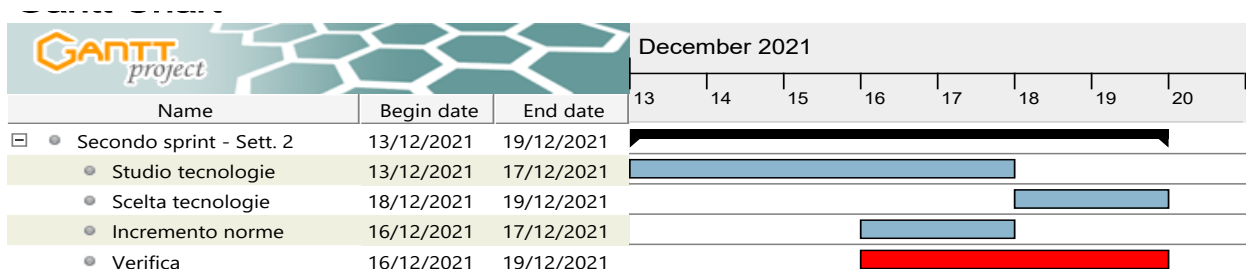 Gantt Chart
GANTT
project
December 2021
13 14 15 16 17 18 19 20
Name Begin date End date
Secondo sprint - Sett. 2 13/12/2021 19/12/2021
Studio tecnologie 13/12/2021 17/12/2021
Scelta tecnologie 18/12/2021 19/12/2021
Incremento norme 16/12/2021 17/12/2021
Verifica 16/12/2021 19/12/2021